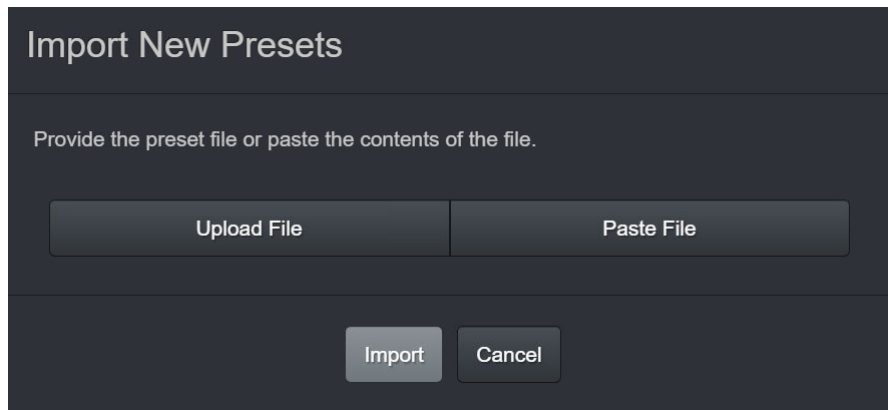 Import New Presets
Provide the preset file or paste the contents of the file.
Upload File Paste File
Import Cancel